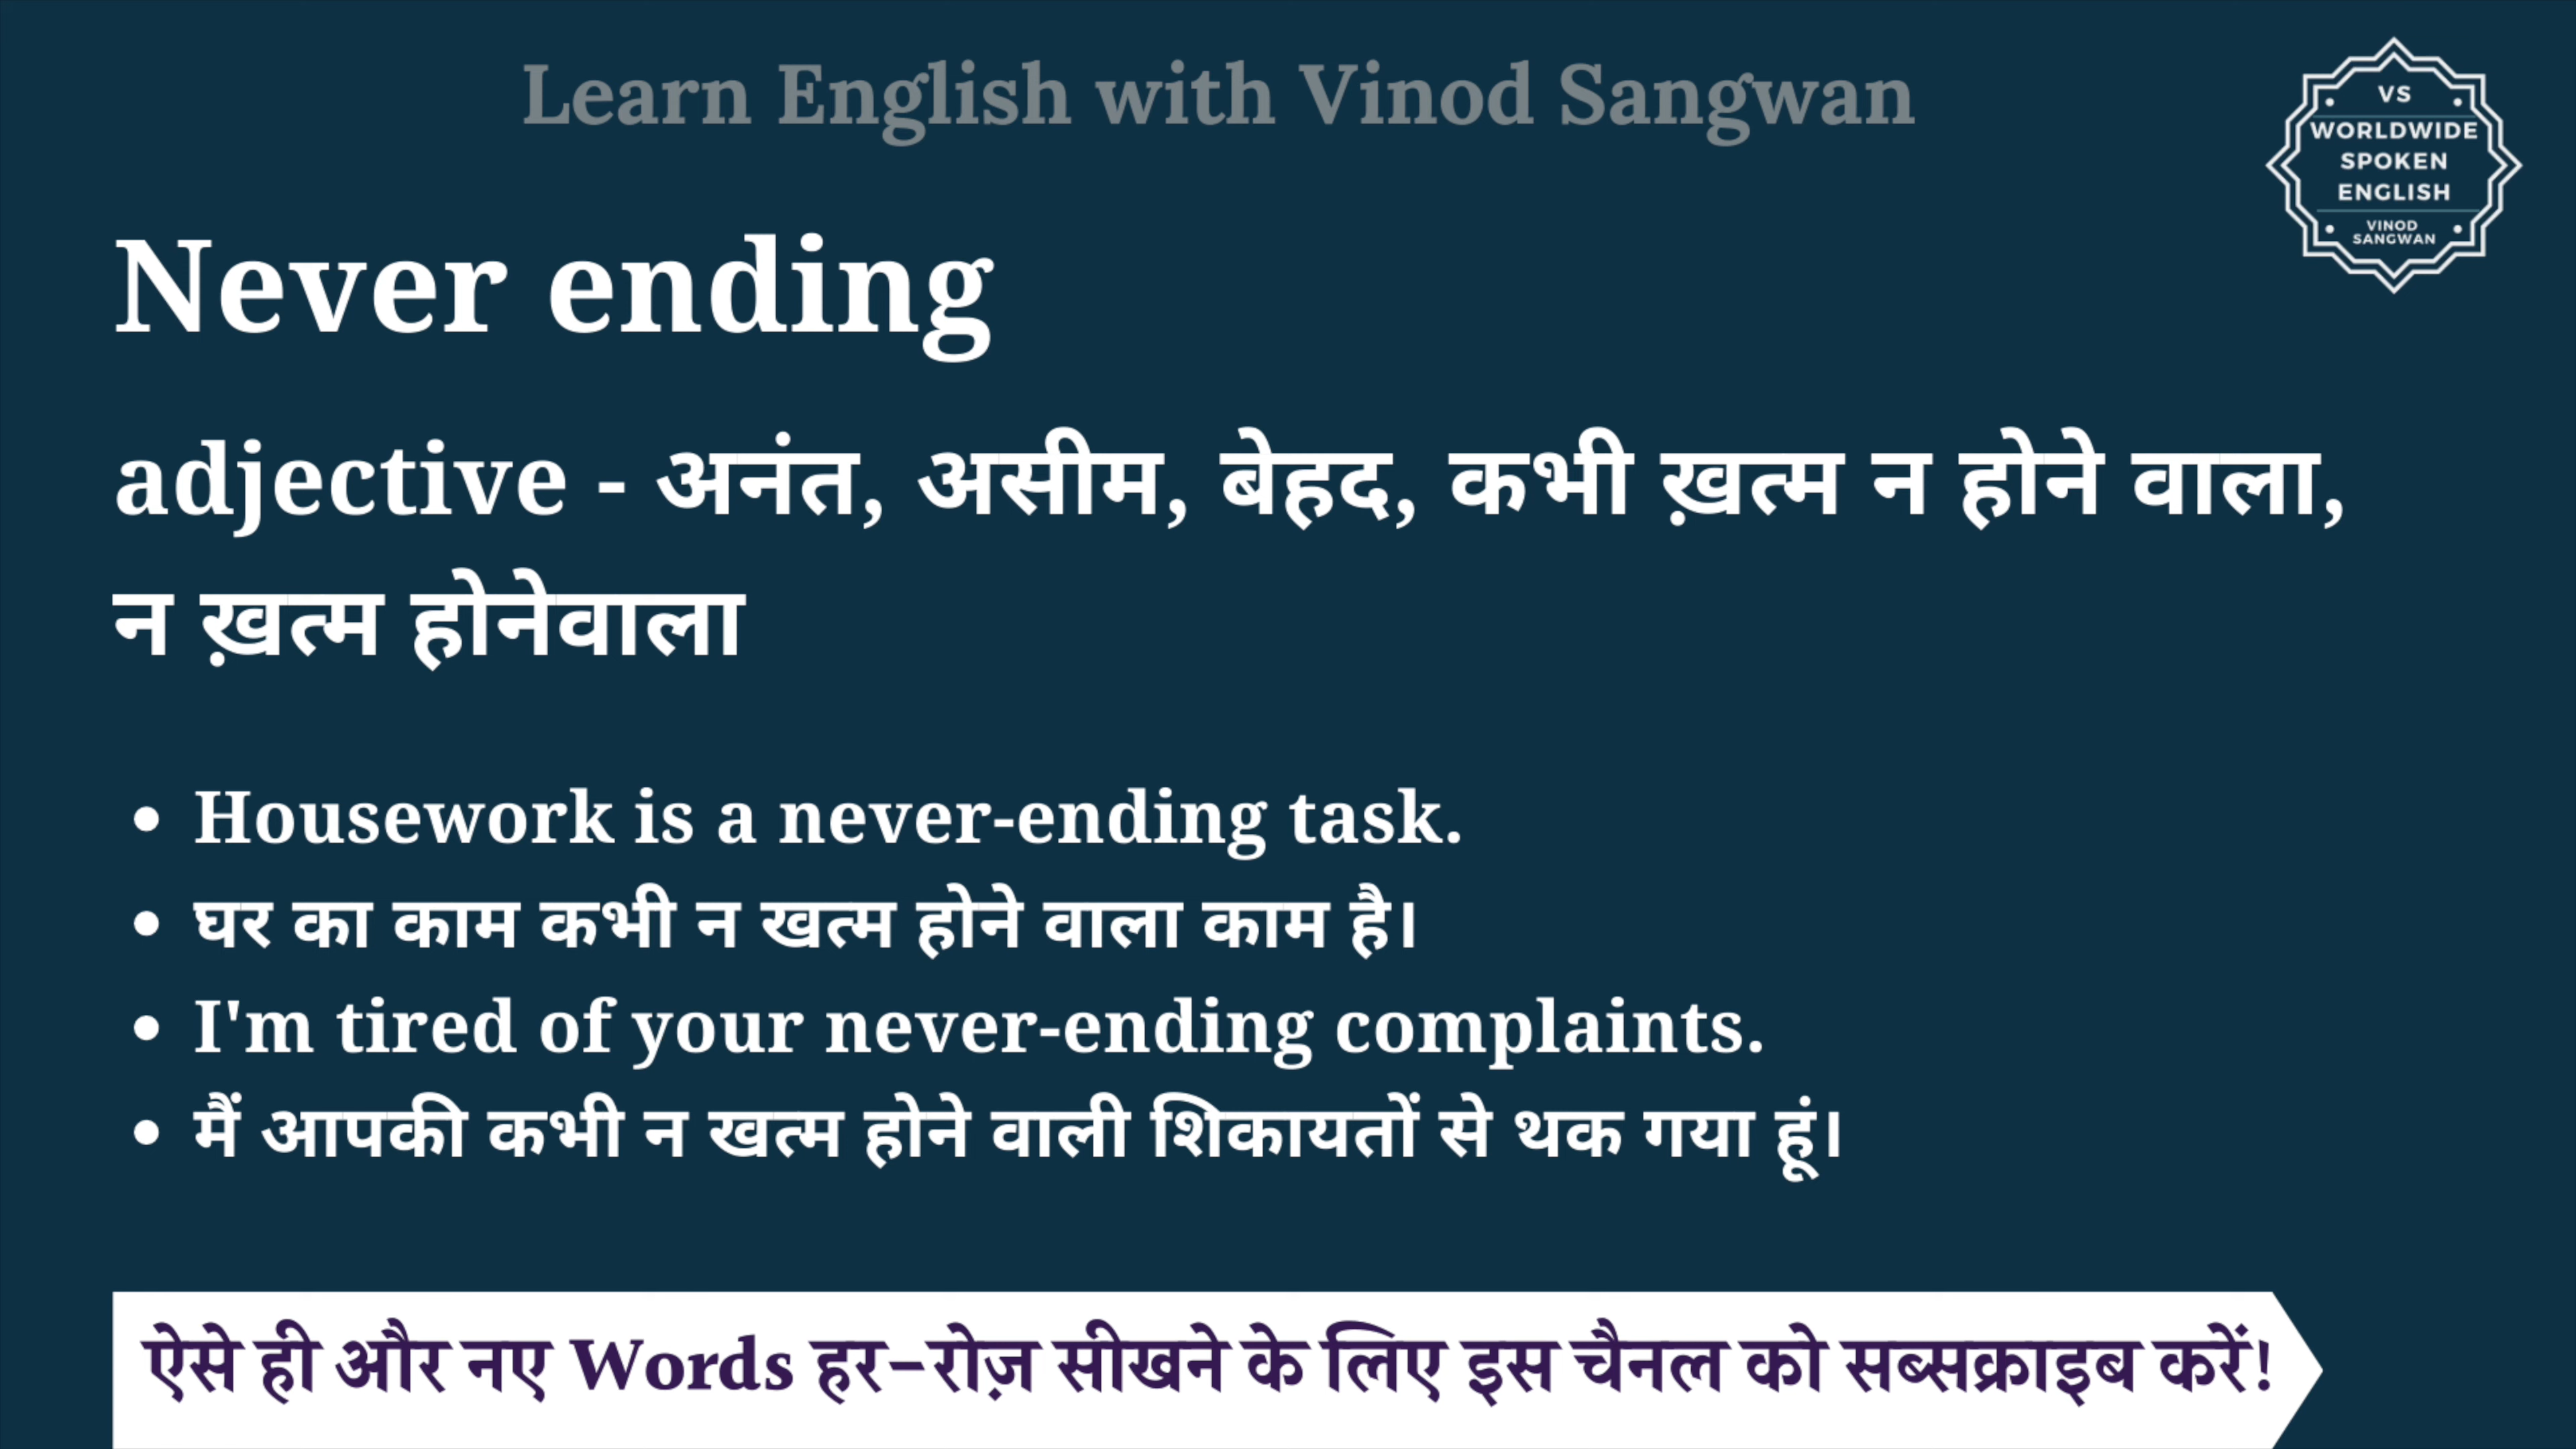 Learn English with Vinod Sangwan
VS
WORLDWIDE
SPOKEN
ENGLISH
VINOD
SANGWAN
Never ending
adjective - अनंत, असीम, बेहद, कभी ख़त्म न होने वाला,
न ख़त्म होनेवाला
• Housework is a never-ending task.
• घर का काम कभी न खत्म होने वाला काम है।
• I'm tired of your never-ending complaints.
• मैं आपकी कभी न खत्म होने वाली शिकायतों से थक गया हूं।
ऐसे ही और नए Words हर-रोज़ सीखने के लिए इस चैनल को सब्सक्राइब करें!